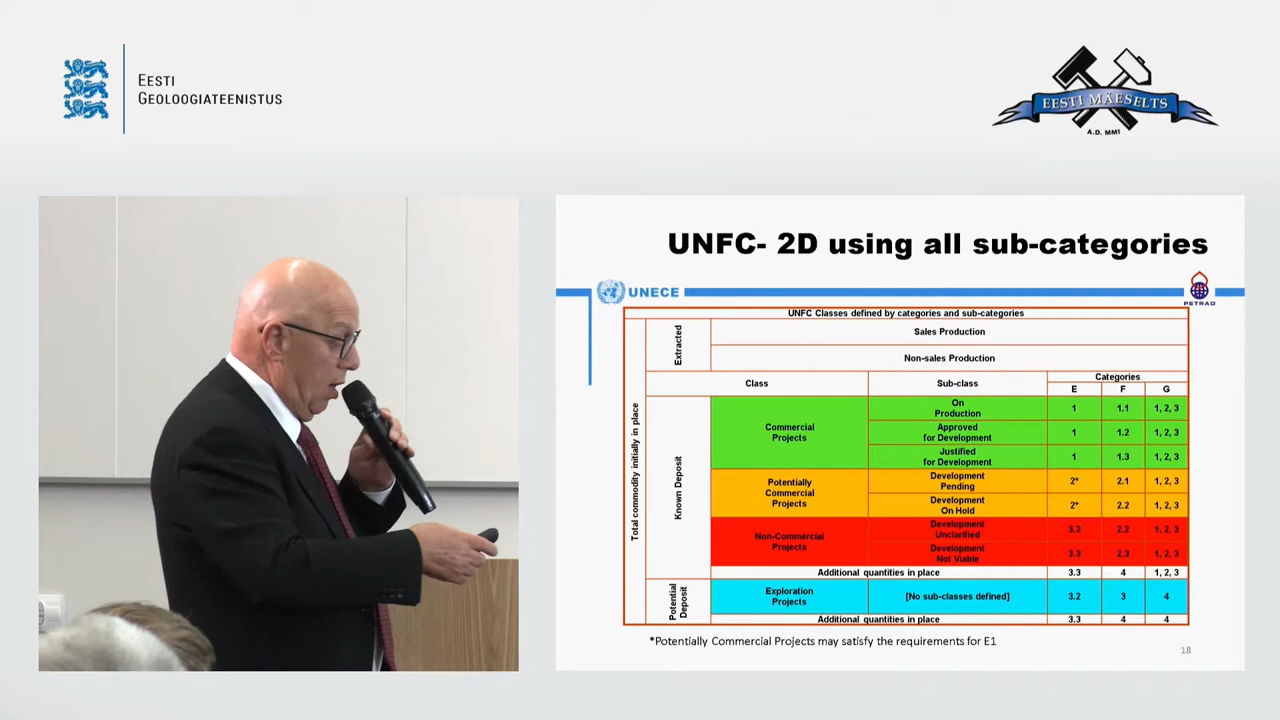 EESTI
GEOLOOGIATEENISTUS
EESTI MÄESELTS
A.D. MMI
UNFC- 2D using all sub-categories
UNECE
PETRAD
UNFC Classes defined by categories and sub-categories
Total commodity initially in place
Extracted
Sales Production
Non-sales Production
Class
Sub-class
Categories
E F G
Known Deposit
Commercial
Projects
On
Production
1 1.1 1, 2, 3
Approved
for Development
1 1.2 1, 2, 3
Justified
for Development
1 1.3 1, 2, 3
Potentially
Commercial
Projects
Development
Pending
2* 2.1 1, 2, 3
Development
On Hold
2* 2.2 1, 2, 3
Non-Commercial
Projects
Development
Unclarified
3.2 2.2 1, 2, 3
Development
Not Viable
3.3 2.3 1, 2, 3
Additional quantities in place 3.3 4 1, 2, 3
Potential
Deposit
Exploration
Projects
[No sub-classes defined] 3.2 3 4
Additional quantities in place 3.3 4 4
*Potentially Commercial Projects may satisfy the requirements for E1
18